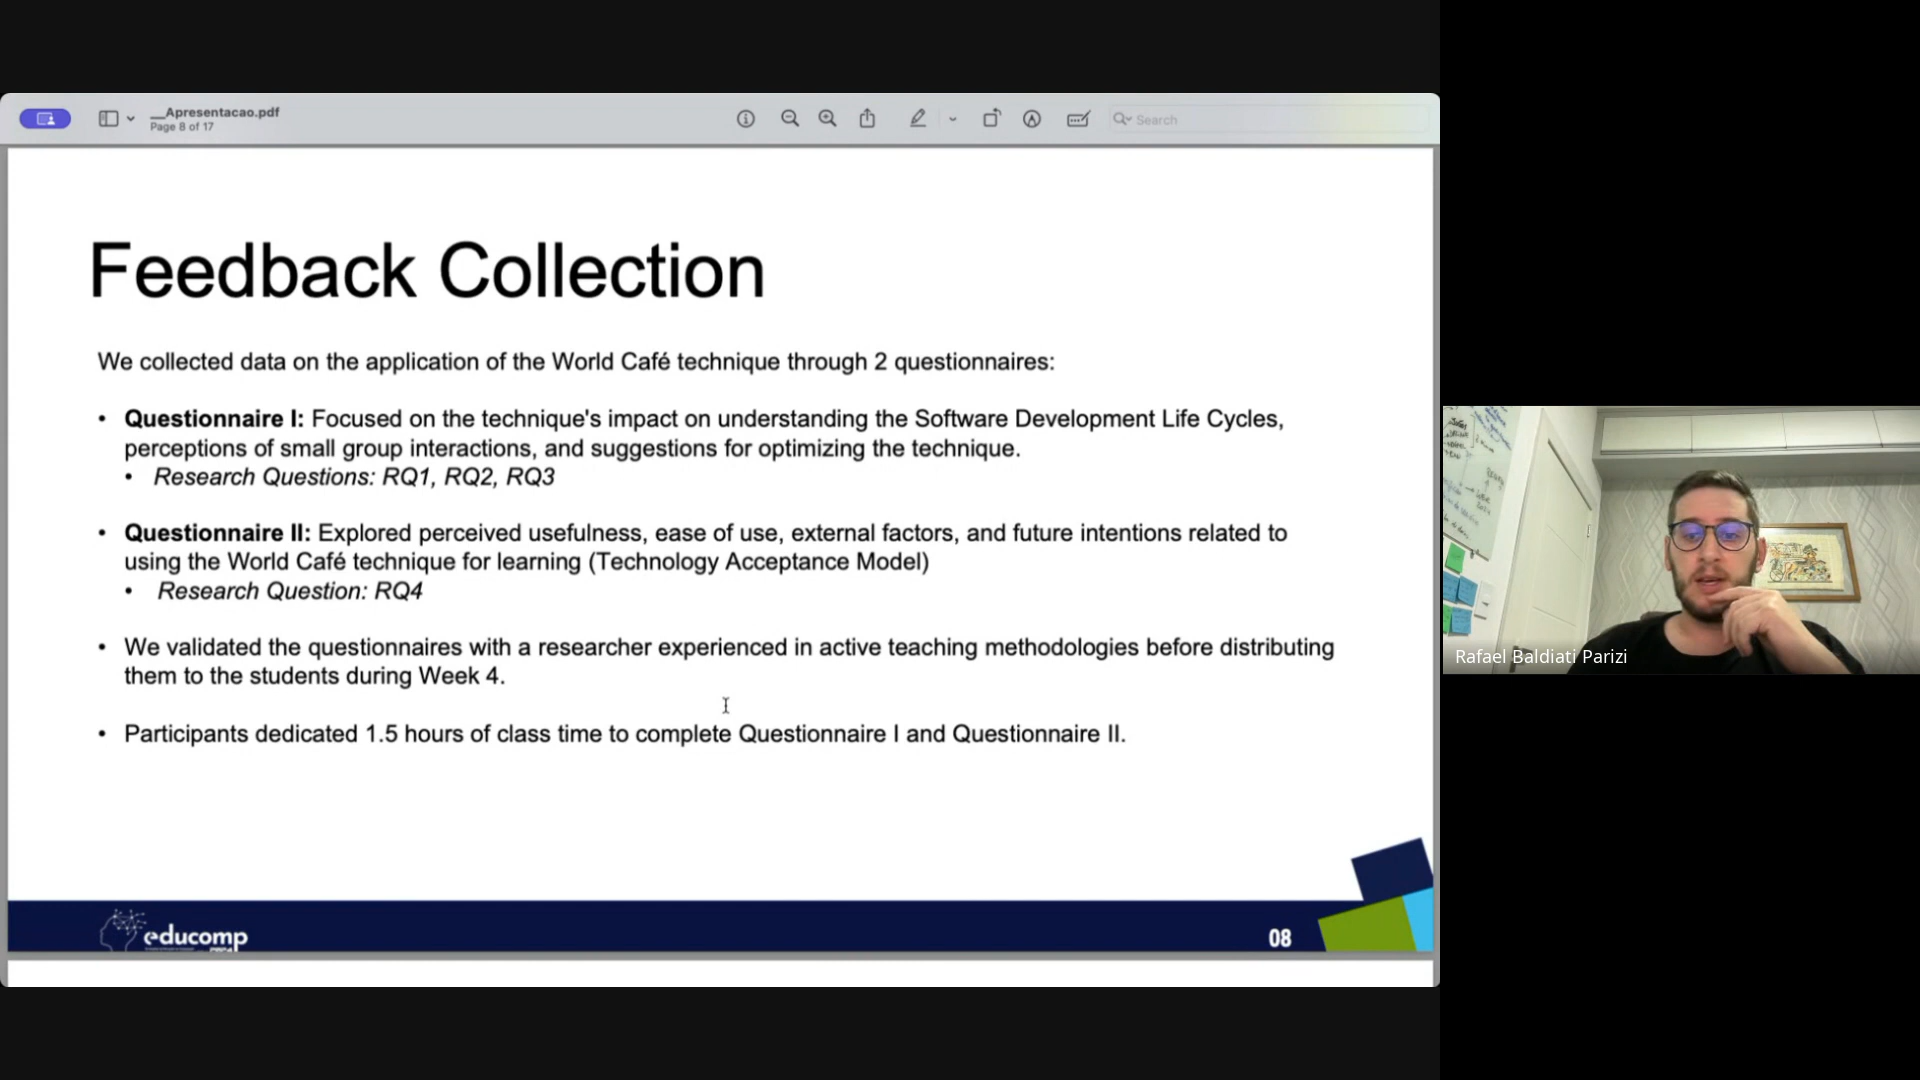 __Apresentacao.pdf
Page 8 of 17
Search
Feedback Collection
We collected data on the application of the World Café technique through 2 questionnaires:
• Questionnaire I: Focused on the technique's impact on understanding the Software Development Life Cycles,
perceptions of small group interactions, and suggestions for optimizing the technique.
• Research Questions: RQ1, RQ2, RQ3
• Questionnaire II: Explored perceived usefulness, ease of use, external factors, and future intentions related to
using the World Café technique for learning (Technology Acceptance Model)
• Research Question: RQ4
• We validated the questionnaires with a researcher experienced in active teaching methodologies before distributing
them to the students during Week 4.
• Participants dedicated 1.5 hours of class time to complete Questionnaire I and Questionnaire II.
educomp
08
Rafael Baldiati Parizi